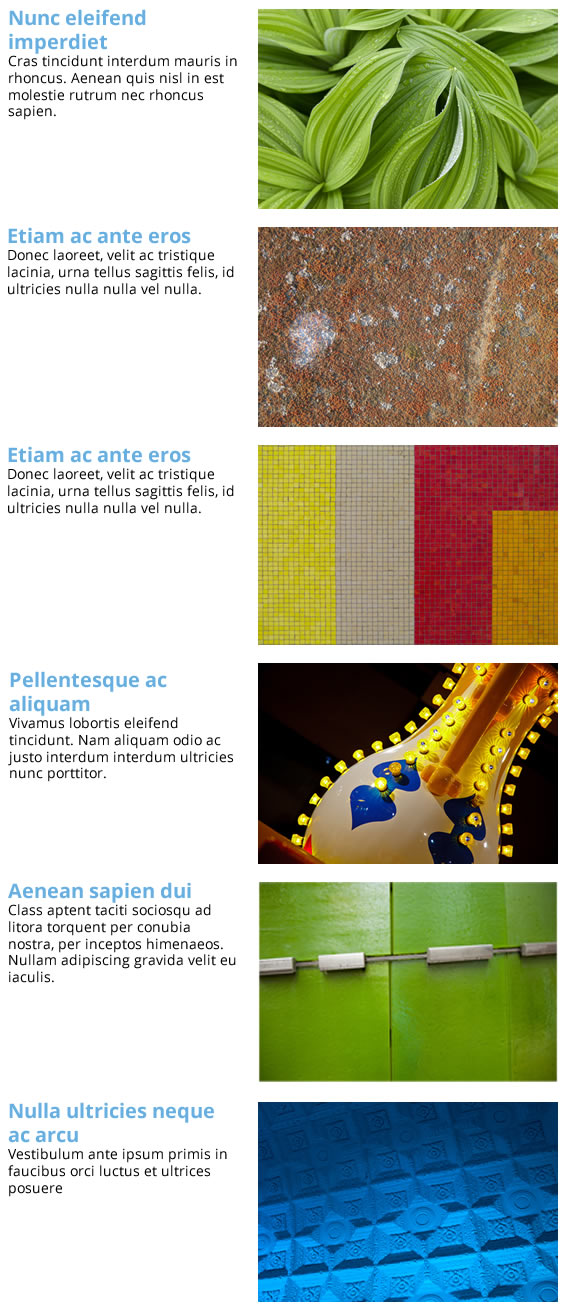 Nunc eleifend
imperdiet
Cras tincidunt interdum mauris in
rhoncus. Aenean quis nisl in est
molestie rutrum nec rhoncus
sapien.
Etiam ac ante eros
Donec laoreet, velit ac tristique
lacinia, urna tellus sagittis felis, id
ultricies nulla nulla vel nulla.
Etiam ac ante eros
Donec laoreet, velit ac tristique
lacinia, urna tellus sagittis felis, id
ultricies nulla nulla vel nulla.
Pellentesque ac
aliquam
Vivamus lobortis eleifend
tincidunt. Nam aliquam odio ac
justo interdum interdum ultricies
nunc porttitor.
Aenean sapien dui
Class aptent taciti sociosqu ad
litora torquent per conubia
nostra, per inceptos himenaeos.
Nullam adipiscing gravida velit eu
iaculis.
Nulla ultricies neque
ac arcu
Vestibulum ante ipsum primis in
faucibus orci luctus et ultrices
posuere